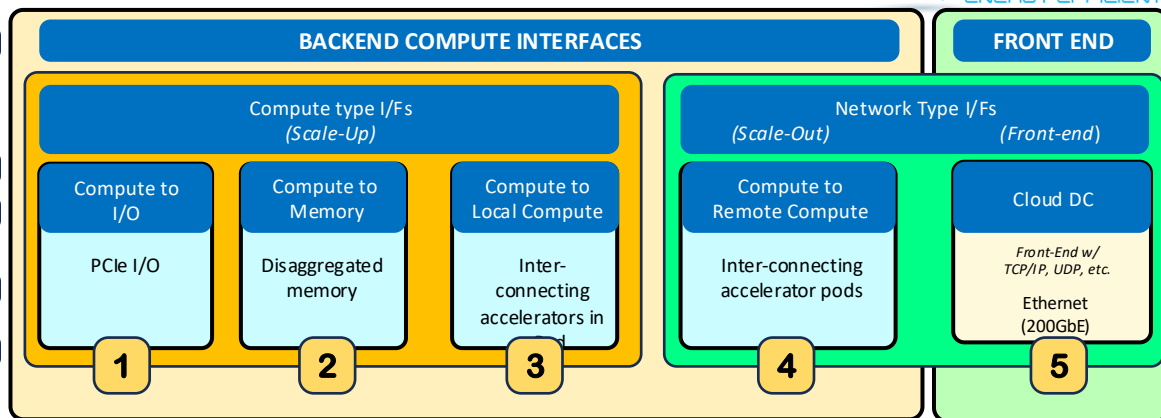 ENERGY EFFICIENT
BACKEND COMPUTE INTERFACES
FRONT END
Compute type I/Fs
(Scale-Up)
Network Type I/Fs
(Scale-Out)
(Front-end)
Compute to
I/O
PCIe I/O
1
Compute to
Memory
Disaggregated
memory
2
Compute to
Local Compute
Inter-
connecting
accelerators in
3
Compute to
Remote Compute
Inter-connecting
accelerator pods
4
Cloud DC
Front-End w/
TCP/IP, UDP, etc.
Ethernet
(200GbE)
5